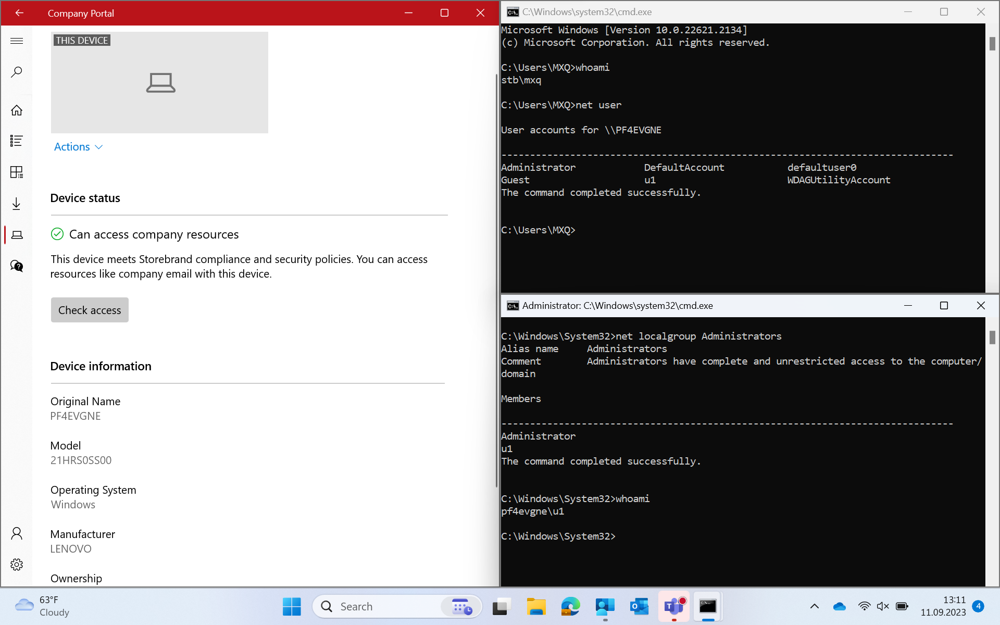 Company Portal
THIS DEVICE
Actions
Device status
Can access company resources
This device meets Storebrand compliance and security policies. You can access
resources like company email with this device.
Check access
Device information
Original Name
PF4EVGNE
Model
21HRS0SS00
Operating System
Windows
Manufacturer
LENOVO
Ownership
C:\Windows\system32\cmd.exe
Microsoft Windows [Version 10.0.22621.2134]
(c) Microsoft Corporation. All rights reserved.
C:\Users\MXQ>whoami
stb\mxq
C:\Users\MXQ>net user
User accounts for \\PF4EVGNE
-------------------------------------------------------------------------------
Administrator            DefaultAccount           defaultuser0
Guest                    u1                       WDAGUtilityAccount
The command completed successfully.
C:\Users\MXQ>
Administrator: C:\Windows\system32\cmd.exe
C:\Windows\System32>net localgroup Administrators
Alias name     Administrators
Comment        Administrators have complete and unrestricted access to the computer/
domain
Members
-------------------------------------------------------------------------------
Administrator
u1
The command completed successfully.
C:\Windows\System32>whoami
pf4evgne\u1
C:\Windows\System32>
63°F
Cloudy
Search
13:11
11.09.2023
4